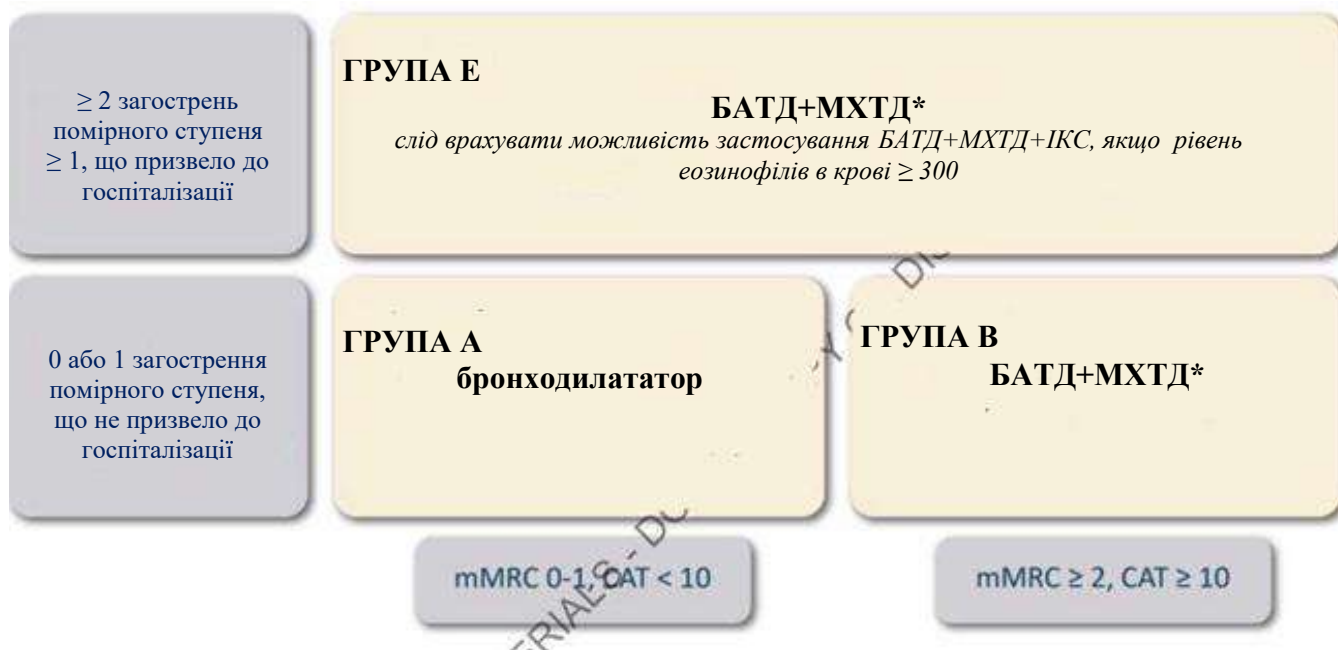 ≥ 2 загострень
помірного ступеня
≥ 1, що призвело до
госпіталізації
ГРУПА Е
БАТД+МХТД*
слід врахувати можливість застосування БАТД+МХТД+ІКС, якщо рівень
еозинофілів в крові ≥ 300
0 або 1 загострення
помірного ступеня,
що не призвело до
госпіталізації
ГРУПА А
бронходилататор
ГРУПА В
БАТД+МХТД*
mMRC 0-1, CAT < 10
mMRC ≥ 2, CAT ≥ 10